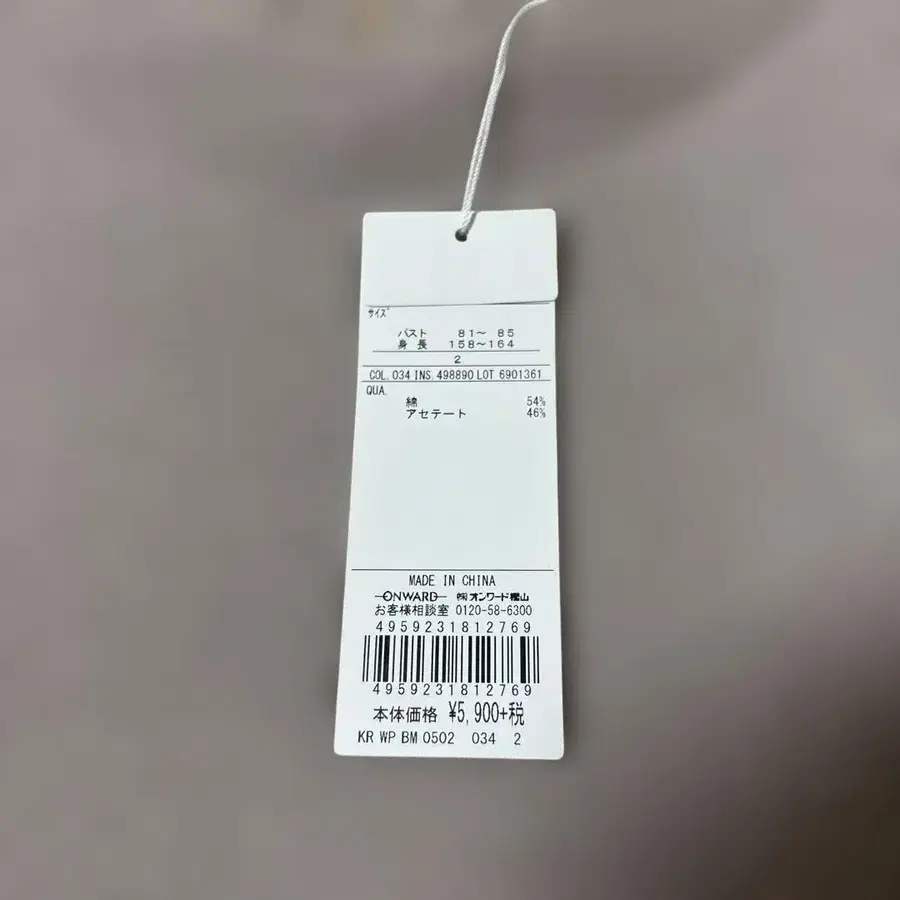 サイズ
バスト 81～ 85
身長 158～164
2
COL. 034 INS. 498890 LOT 6901361
QUA.
綿 54%
アセテート 46%
MADE IN CHINA
ONWARD ㈱オンワード樫山
お客様相談室 0120-58-6300
4959231812769
4959231812769
本体価格 ¥5,900+税
KR WP BM 0502 034 2